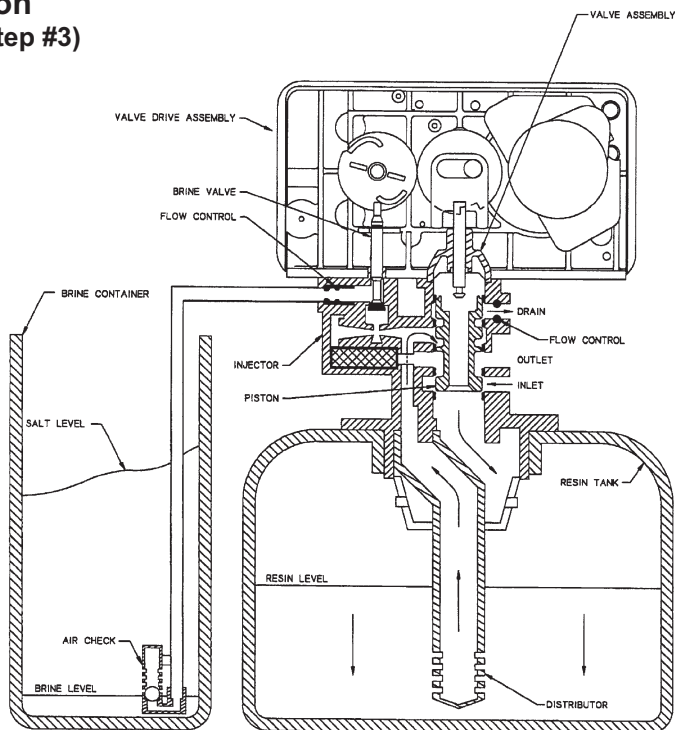 on
tep #3)
VALVE ASSEMBLY
VALVE DRIVE ASSEMBLY
BRINE VALVE
FLOW CONTROL
BRINE CONTAINER
DRAIN
FLOW CONTROL
INJECTOR
OUTLET
PISTON
INLET
SALT LEVEL
RESIN TANK
RESIN LEVEL
AIR CHECK
BRINE LEVEL
DISTRIBUTOR